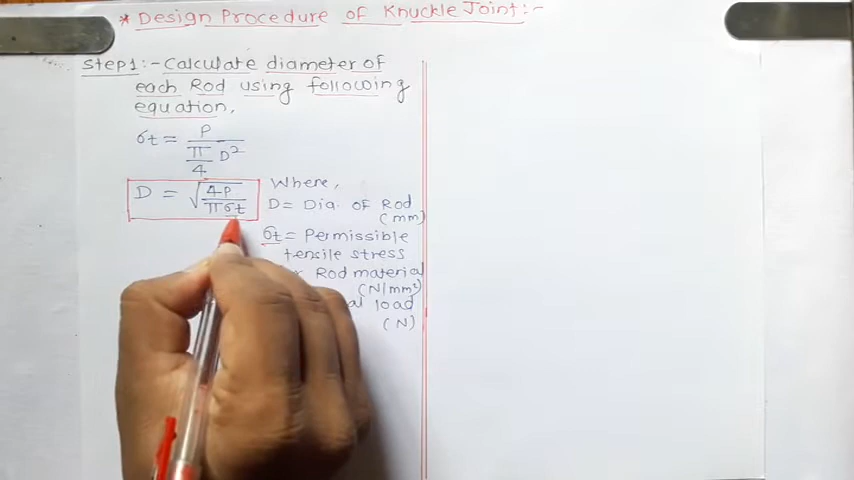 * Design Procedure of Knuckle Joint:-
Step1:- Calculate diameter of
each Rod using following
equation,
σt = P / π/4 D²
D = √4P/πσt
Where,
D = Dia. of Rod
(mm)
σt = Permissible
tensile stress
Rod material
(N/mm²)
load
(N)